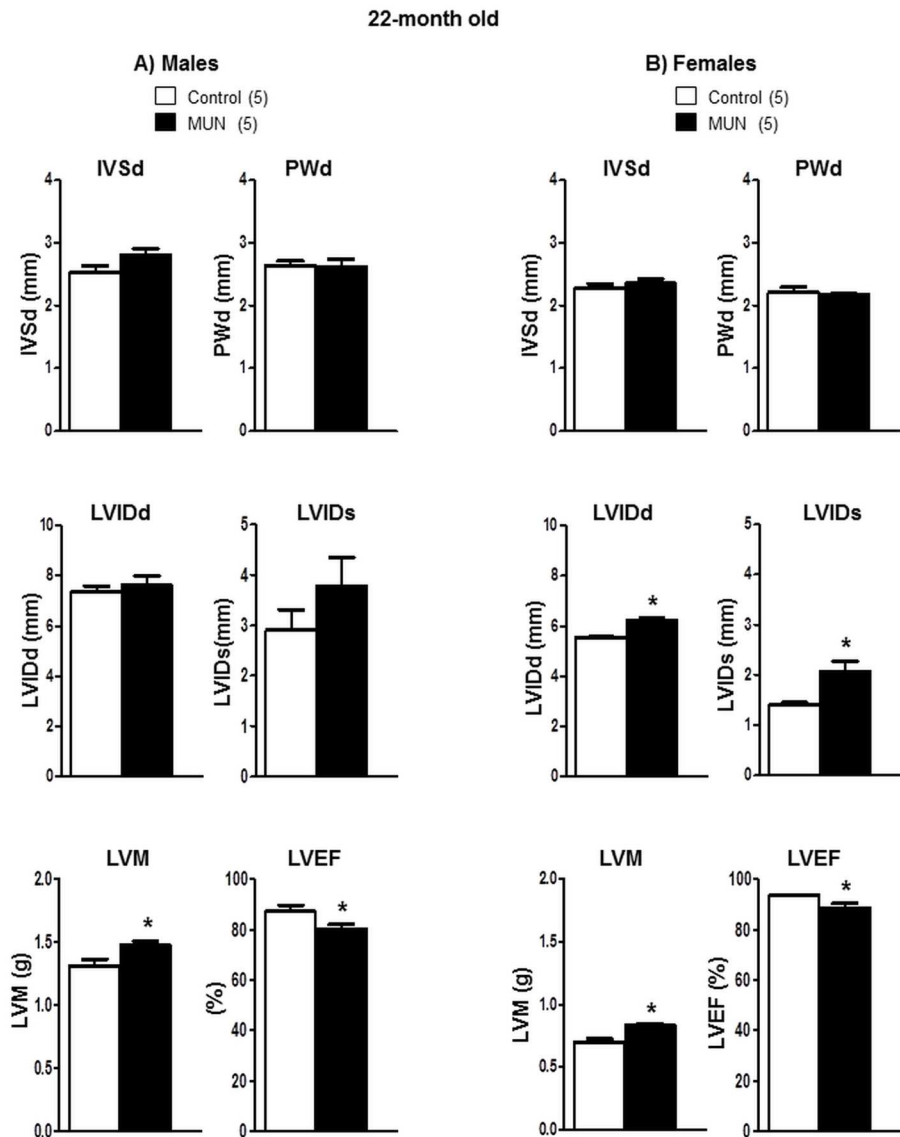 22-month old
A) Males
Control (5)
MUN (5)
IVSd
PWd
4
3
2
1
0
IVSd (mm)
4
3
2
1
0
PWd (mm)
LVIDd
LVIDs
10
8
6
4
2
0
LVIDd (mm)
5
4
3
2
1
0
LVIDs(mm)
LVM
LVEF
2.0
1.5
1.0
0.5
0.0
LVM (g)
*
100
80
60
40
20
0
(%)
*
B) Females
Control (5)
MUN (5)
IVSd
PWd
4
3
2
1
0
IVSd (mm)
4
3
2
1
0
PWd (mm)
LVIDd
LVIDs
10
8
6
4
2
0
LVIDd (mm)
*
5
4
3
2
1
0
LVIDs (mm)
*
LVM
LVEF
2.0
1.5
1.0
0.5
0.0
LVM (g)
*
100
80
60
40
20
0
LVEF (%)
*